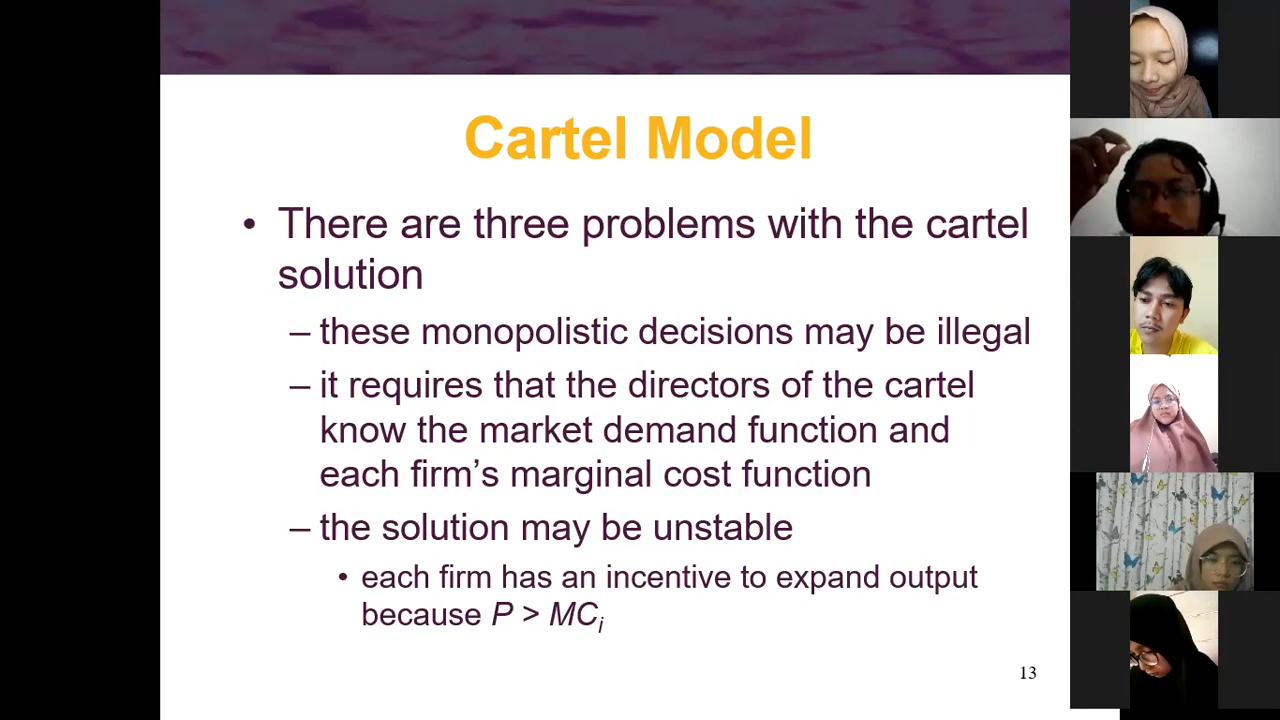 Cartel Model
• There are three problems with the cartel
solution
– these monopolistic decisions may be illegal
– it requires that the directors of the cartel
know the market demand function and
each firm’s marginal cost function
– the solution may be unstable
• each firm has an incentive to expand output
because P > MCi
13